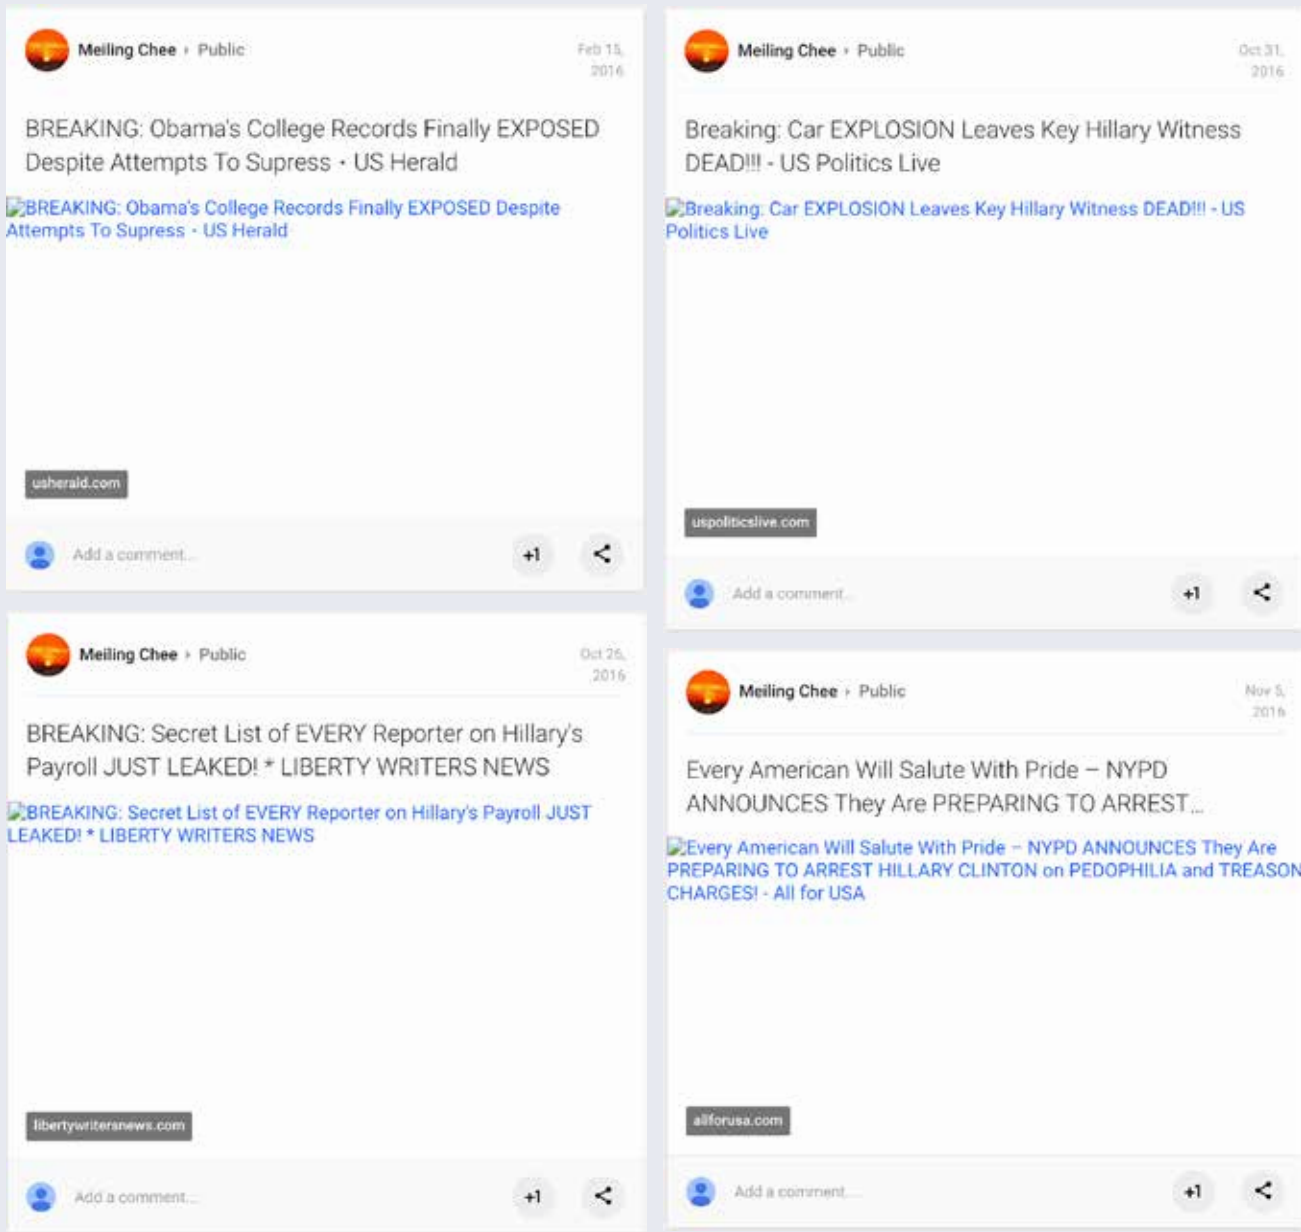 Meiling Chee › Public
Feb 15,
2016
BREAKING: Obama's College Records Finally EXPOSED
Despite Attempts To Supress • US Herald
BREAKING: Obama's College Records Finally EXPOSED Despite
Attempts To Supress • US Herald
usherald.com
Add a comment...
+1
Meiling Chee › Public
Oct 31,
2016
Breaking: Car EXPLOSION Leaves Key Hillary Witness
DEAD!!! - US Politics Live
Breaking: Car EXPLOSION Leaves Key Hillary Witness DEAD!!! - US
Politics Live
uspoliticslive.com
Add a comment...
+1
Meiling Chee › Public
Oct 26,
2016
BREAKING: Secret List of EVERY Reporter on Hillary's
Payroll JUST LEAKED! * LIBERTY WRITERS NEWS
BREAKING: Secret List of EVERY Reporter on Hillary's Payroll JUST
LEAKED! * LIBERTY WRITERS NEWS
libertywritersnews.com
Add a comment...
+1
Meiling Chee › Public
Nov 5,
2016
Every American Will Salute With Pride – NYPD
ANNOUNCES They Are PREPARING TO ARREST...
Every American Will Salute With Pride – NYPD ANNOUNCES They Are
PREPARING TO ARREST HILLARY CLINTON on PEDOPHILIA and TREASON
CHARGES! - All for USA
allforusa.com
Add a comment...
+1